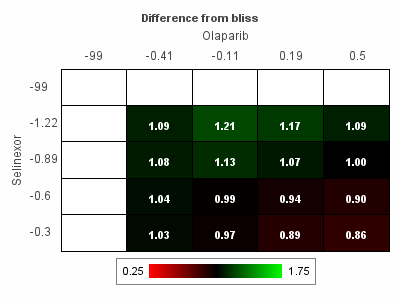 Difference from bliss
Olaparib
-99 -0.41 -0.11 0.19 0.5
Selinexor
-99
-1.22 1.09 1.21 1.17 1.09
-0.89 1.08 1.13 1.07 1.00
-0.6 1.04 0.99 0.94 0.90
-0.3 1.03 0.97 0.89 0.86
0.25 1.75